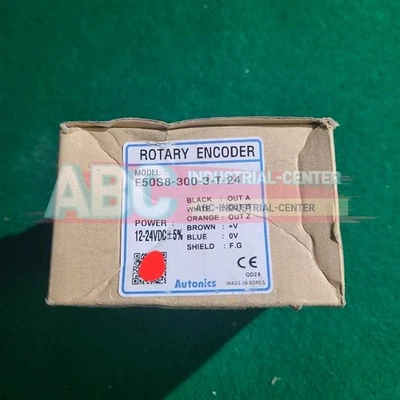 ROTARY ENCODER
MODEL :
E50S8-300-3-T-24
ABC INDUSTRIAL-CENTER
ABC-INDUSTRIAL-CENTER
BLACK : OUT A
WHITE : OUT B
ORANGE : OUT Z
POWER : BROWN : +V
12-24VDC±5% BLUE : 0V
SHIELD : F.G
CE
Autonics
MADE IN KOREA